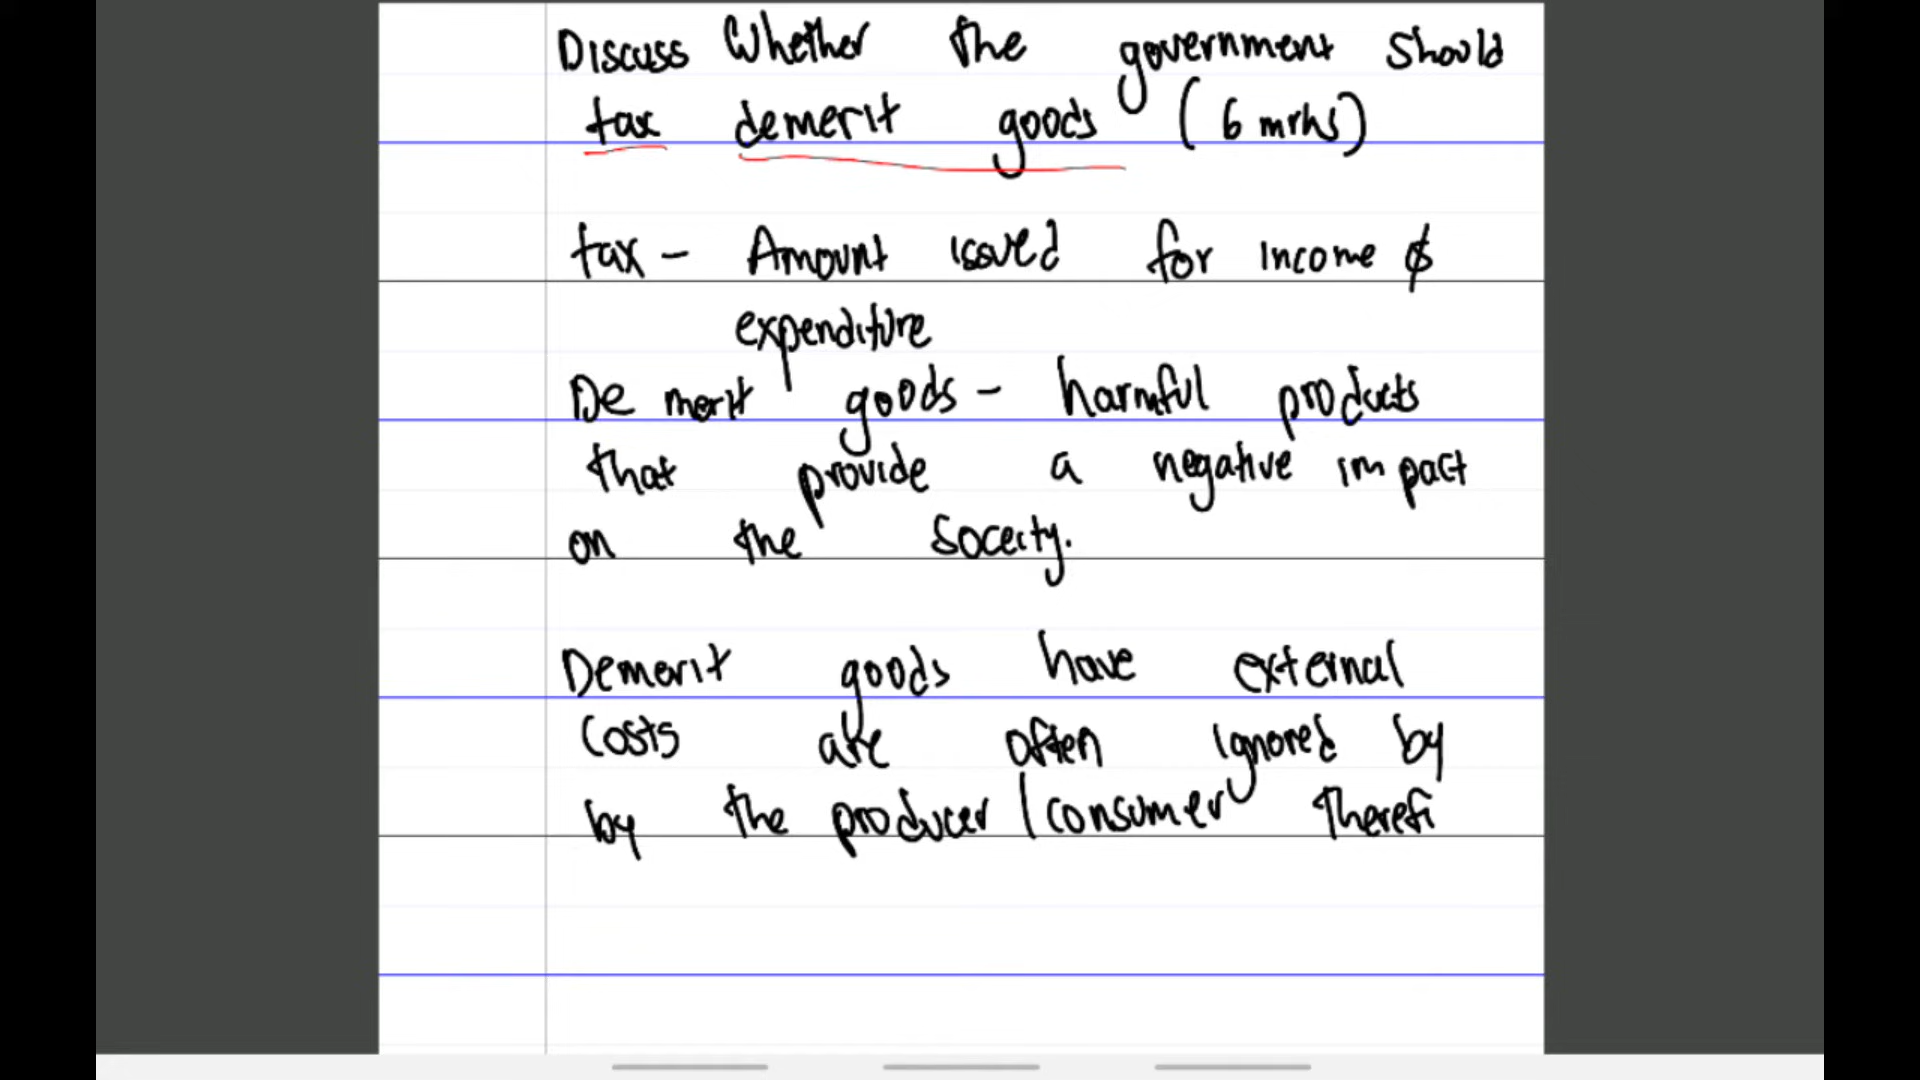 Discuss Whether the government should
tax demerit goods (6 mrks)
tax - Amount issued for income &
expenditure
De merit goods - harmful products
that provide a negative impact
on the Soceity.
Demerit goods have external
costs are often ignored by
by the producer / consumer therefi